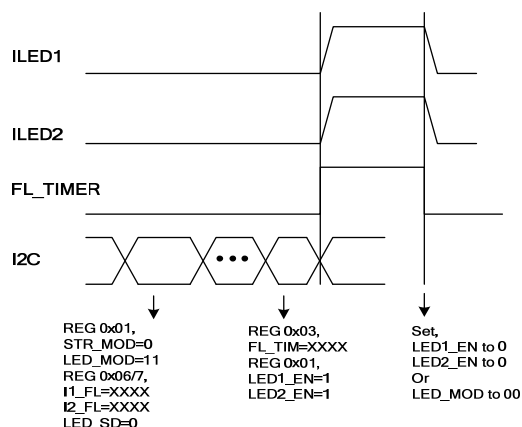 ILED1
ILED2
FL_TIMER
I2C
REG 0x01,
STR_MOD=0
LED_MOD=11
REG 0x06/7,
I1_FL=XXXX
I2_FL=XXXX
LED_SD=0
REG 0x03,
FL_TIM=XXXX
REG 0x01,
LED1_EN=1
LED2_EN=1
Set,
LED1_EN to 0
LED2_EN to 0
Or
LED_MOD to 00